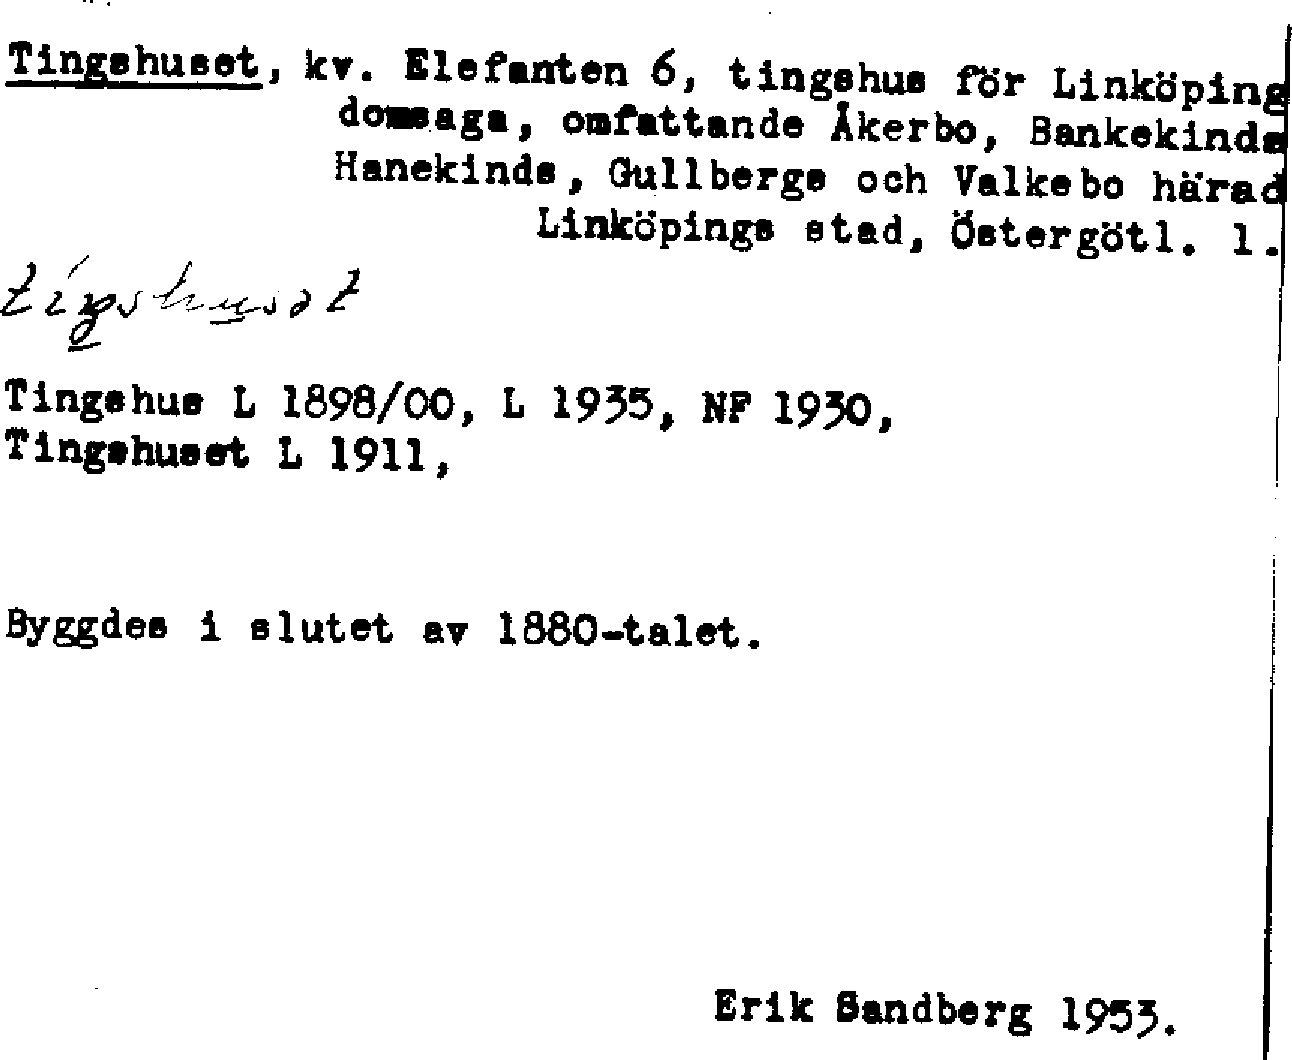 Tingshuset, kv. Elefanten 6, tingshus för Linköping
domsaga, omfattande Åkerbo, Bankekinds
Hanekinds, Gullbergs och Valkebo härad
Linköpings stad, Östergötl. l.
Tingshus L 1898/00, L 1935, NF 1930,
Tingshuset L 1911,
Byggdes i slutet av 1880-talet.
Erik Sandberg 1953.